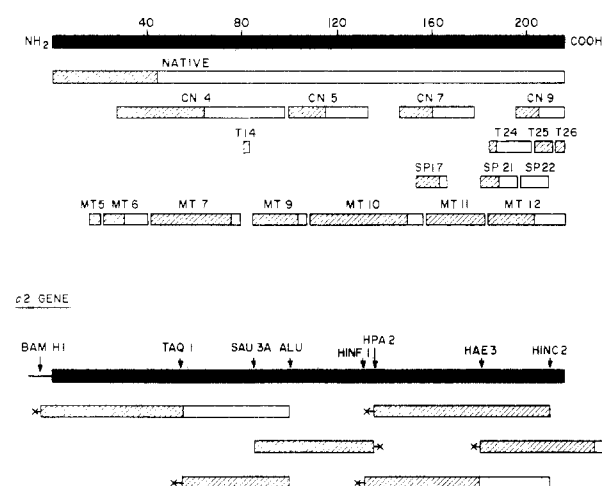 40 80 120 160 200
NH2 COOH
NATIVE
CN 4 CN 5 CN 7 CN 9
T14 T24 T25 T26
SP17 SP 21 SP22
MT5 MT 6 MT 7 MT 9 MT 10 MT 11 MT 12
c2 GENE
BAM H1 TAQ 1 SAU 3A ALU HINF 1 HPA 2 HAE 3 HINC 2